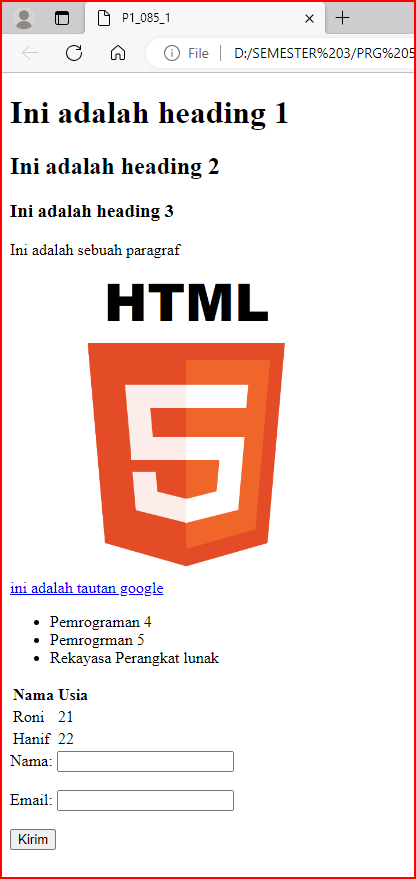 P1_085_1
File D:/SEMESTER%203/PRG%205
Ini adalah heading 1
Ini adalah heading 2
Ini adalah heading 3
Ini adalah sebuah paragraf
HTML
5
ini adalah tautan google
Pemrograman 4
Pemrogrman 5
Rekayasa Perangkat lunak
Nama Usia
Roni 21
Hanif 22
Nama:
Email:
Kirim